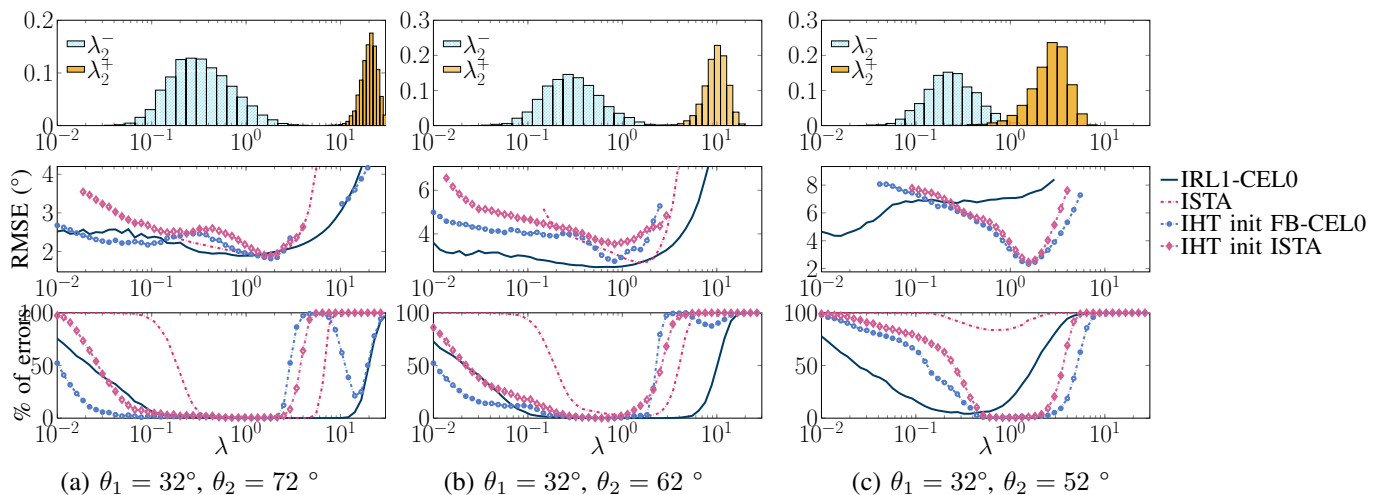 0.2
0.1
0
λ₂⁻
λ₂⁺
10⁻² 10⁻¹ 10⁰ 10¹
0.3
0.2
0.1
0
λ₂⁻
λ₂⁺
10⁻² 10⁻¹ 10⁰ 10¹
0.3
0.2
0.1
0
λ₂⁻
λ₂⁺
10⁻² 10⁻¹ 10⁰ 10¹
RMSE (°)
4
3
2
10⁻² 10⁻¹ 10⁰ 10¹
6
4
10⁻² 10⁻¹ 10⁰ 10¹
8
6
4
2
10⁻² 10⁻¹ 10⁰ 10¹
IRL1-CEL0
ISTA
IHT init FB-CEL0
IHT init ISTA
% of errors
100
50
0
10⁻² 10⁻¹ 10⁰ 10¹
λ
100
50
0
10⁻² 10⁻¹ 10⁰ 10¹
λ
100
50
0
10⁻² 10⁻¹ 10⁰ 10¹
λ
(a) θ₁ = 32°, θ₂ = 72 °
(b) θ₁ = 32°, θ₂ = 62 °
(c) θ₁ = 32°, θ₂ = 52 °